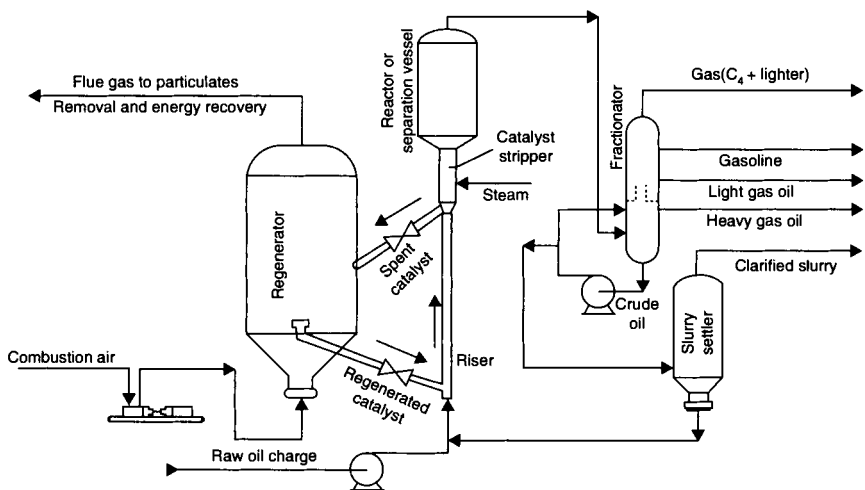 Flue gas to particulates
Removal and energy recovery
Reactor or
separation vessel
Catalyst
stripper
Steam
Fractionator
Gas(C₄ + lighter)
Gasoline
Light gas oil
Heavy gas oil
Clarified slurry
Regenerator
Spent
catalyst
Crude
oil
Slurry
settler
Combustion air
Regenerated
catalyst
Riser
Raw oil charge